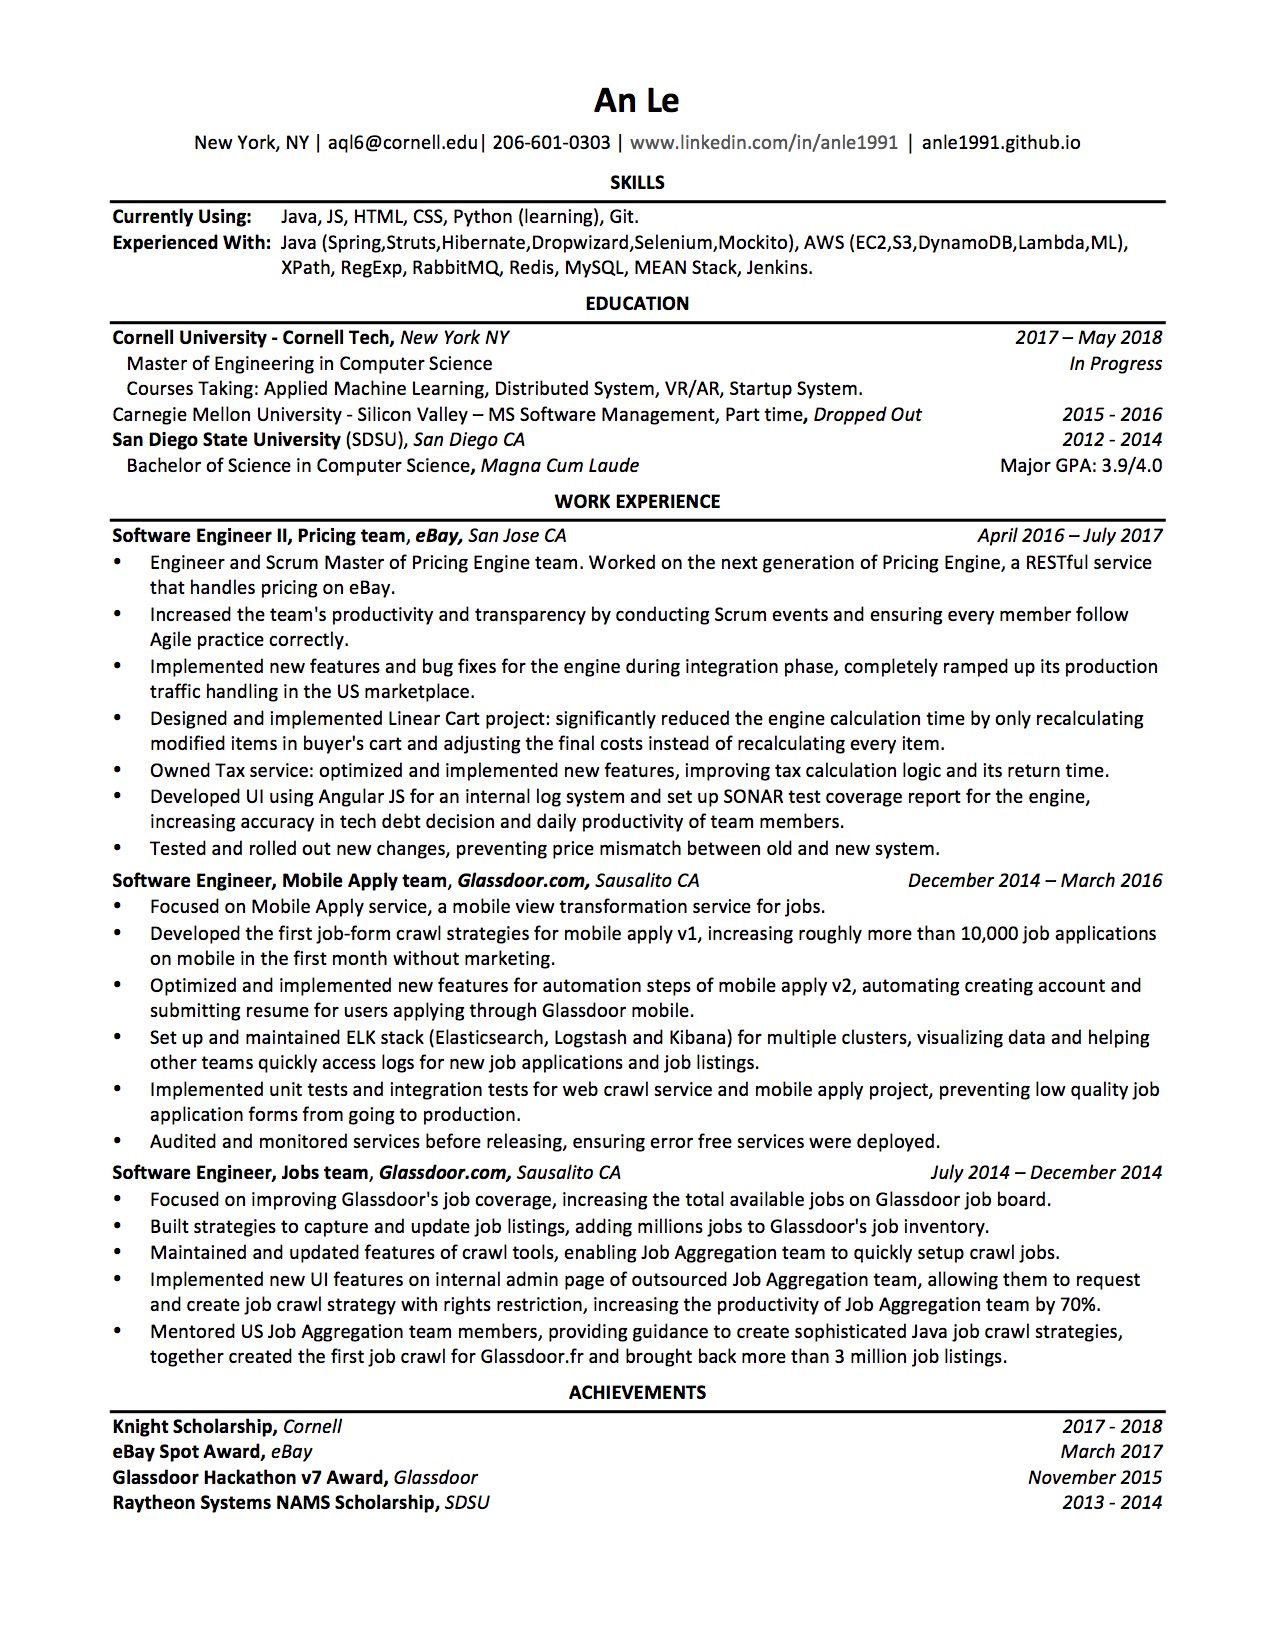 An Le
New York, NY | aql6@cornell.edu| 206-601-0303 | www.linkedin.com/in/anle1991 | anle1991.github.io
SKILLS
Currently Using: Java, JS, HTML, CSS, Python (learning), Git.
Experienced With: Java (Spring,Struts,Hibernate,Dropwizard,Selenium,Mockito), AWS (EC2,S3,DynamoDB,Lambda,ML),
XPath, RegExp, RabbitMQ, Redis, MySQL, MEAN Stack, Jenkins.
EDUCATION
Cornell University - Cornell Tech, New York NY 2017 – May 2018
Master of Engineering in Computer Science In Progress
Courses Taking: Applied Machine Learning, Distributed System, VR/AR, Startup System.
Carnegie Mellon University - Silicon Valley – MS Software Management, Part time, Dropped Out 2015 - 2016
San Diego State University (SDSU), San Diego CA 2012 - 2014
Bachelor of Science in Computer Science, Magna Cum Laude Major GPA: 3.9/4.0
WORK EXPERIENCE
Software Engineer II, Pricing team, eBay, San Jose CA April 2016 – July 2017
• Engineer and Scrum Master of Pricing Engine team. Worked on the next generation of Pricing Engine, a RESTful service
that handles pricing on eBay.
• Increased the team's productivity and transparency by conducting Scrum events and ensuring every member follow
Agile practice correctly.
• Implemented new features and bug fixes for the engine during integration phase, completely ramped up its production
traffic handling in the US marketplace.
• Designed and implemented Linear Cart project: significantly reduced the engine calculation time by only recalculating
modified items in buyer's cart and adjusting the final costs instead of recalculating every item.
• Owned Tax service: optimized and implemented new features, improving tax calculation logic and its return time.
• Developed UI using Angular JS for an internal log system and set up SONAR test coverage report for the engine,
increasing accuracy in tech debt decision and daily productivity of team members.
• Tested and rolled out new changes, preventing price mismatch between old and new system.
Software Engineer, Mobile Apply team, Glassdoor.com, Sausalito CA December 2014 – March 2016
• Focused on Mobile Apply service, a mobile view transformation service for jobs.
• Developed the first job-form crawl strategies for mobile apply v1, increasing roughly more than 10,000 job applications
on mobile in the first month without marketing.
• Optimized and implemented new features for automation steps of mobile apply v2, automating creating account and
submitting resume for users applying through Glassdoor mobile.
• Set up and maintained ELK stack (Elasticsearch, Logstash and Kibana) for multiple clusters, visualizing data and helping
other teams quickly access logs for new job applications and job listings.
• Implemented unit tests and integration tests for web crawl service and mobile apply project, preventing low quality job
application forms from going to production.
• Audited and monitored services before releasing, ensuring error free services were deployed.
Software Engineer, Jobs team, Glassdoor.com, Sausalito CA July 2014 – December 2014
• Focused on improving Glassdoor's job coverage, increasing the total available jobs on Glassdoor job board.
• Built strategies to capture and update job listings, adding millions jobs to Glassdoor's job inventory.
• Maintained and updated features of crawl tools, enabling Job Aggregation team to quickly setup crawl jobs.
• Implemented new UI features on internal admin page of outsourced Job Aggregation team, allowing them to request
and create job crawl strategy with rights restriction, increasing the productivity of Job Aggregation team by 70%.
• Mentored US Job Aggregation team members, providing guidance to create sophisticated Java job crawl strategies,
together created the first job crawl for Glassdoor.fr and brought back more than 3 million job listings.
ACHIEVEMENTS
Knight Scholarship, Cornell 2017 - 2018
eBay Spot Award, eBay March 2017
Glassdoor Hackathon v7 Award, Glassdoor November 2015
Raytheon Systems NAMS Scholarship, SDSU 2013 - 2014